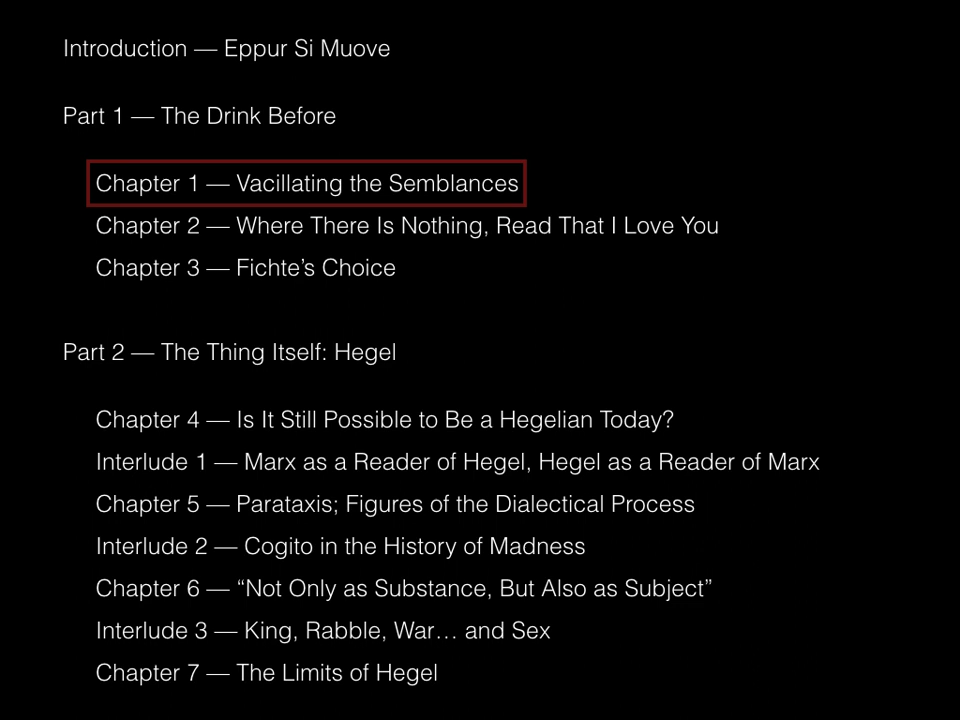 Introduction — Eppur Si Muove
Part 1 — The Drink Before
Chapter 1 — Vacillating the Semblances
Chapter 2 — Where There Is Nothing, Read That I Love You
Chapter 3 — Fichte’s Choice
Part 2 — The Thing Itself: Hegel
Chapter 4 — Is It Still Possible to Be a Hegelian Today?
Interlude 1 — Marx as a Reader of Hegel, Hegel as a Reader of Marx
Chapter 5 — Parataxis; Figures of the Dialectical Process
Interlude 2 — Cogito in the History of Madness
Chapter 6 — “Not Only as Substance, But Also as Subject”
Interlude 3 — King, Rabble, War… and Sex
Chapter 7 — The Limits of Hegel